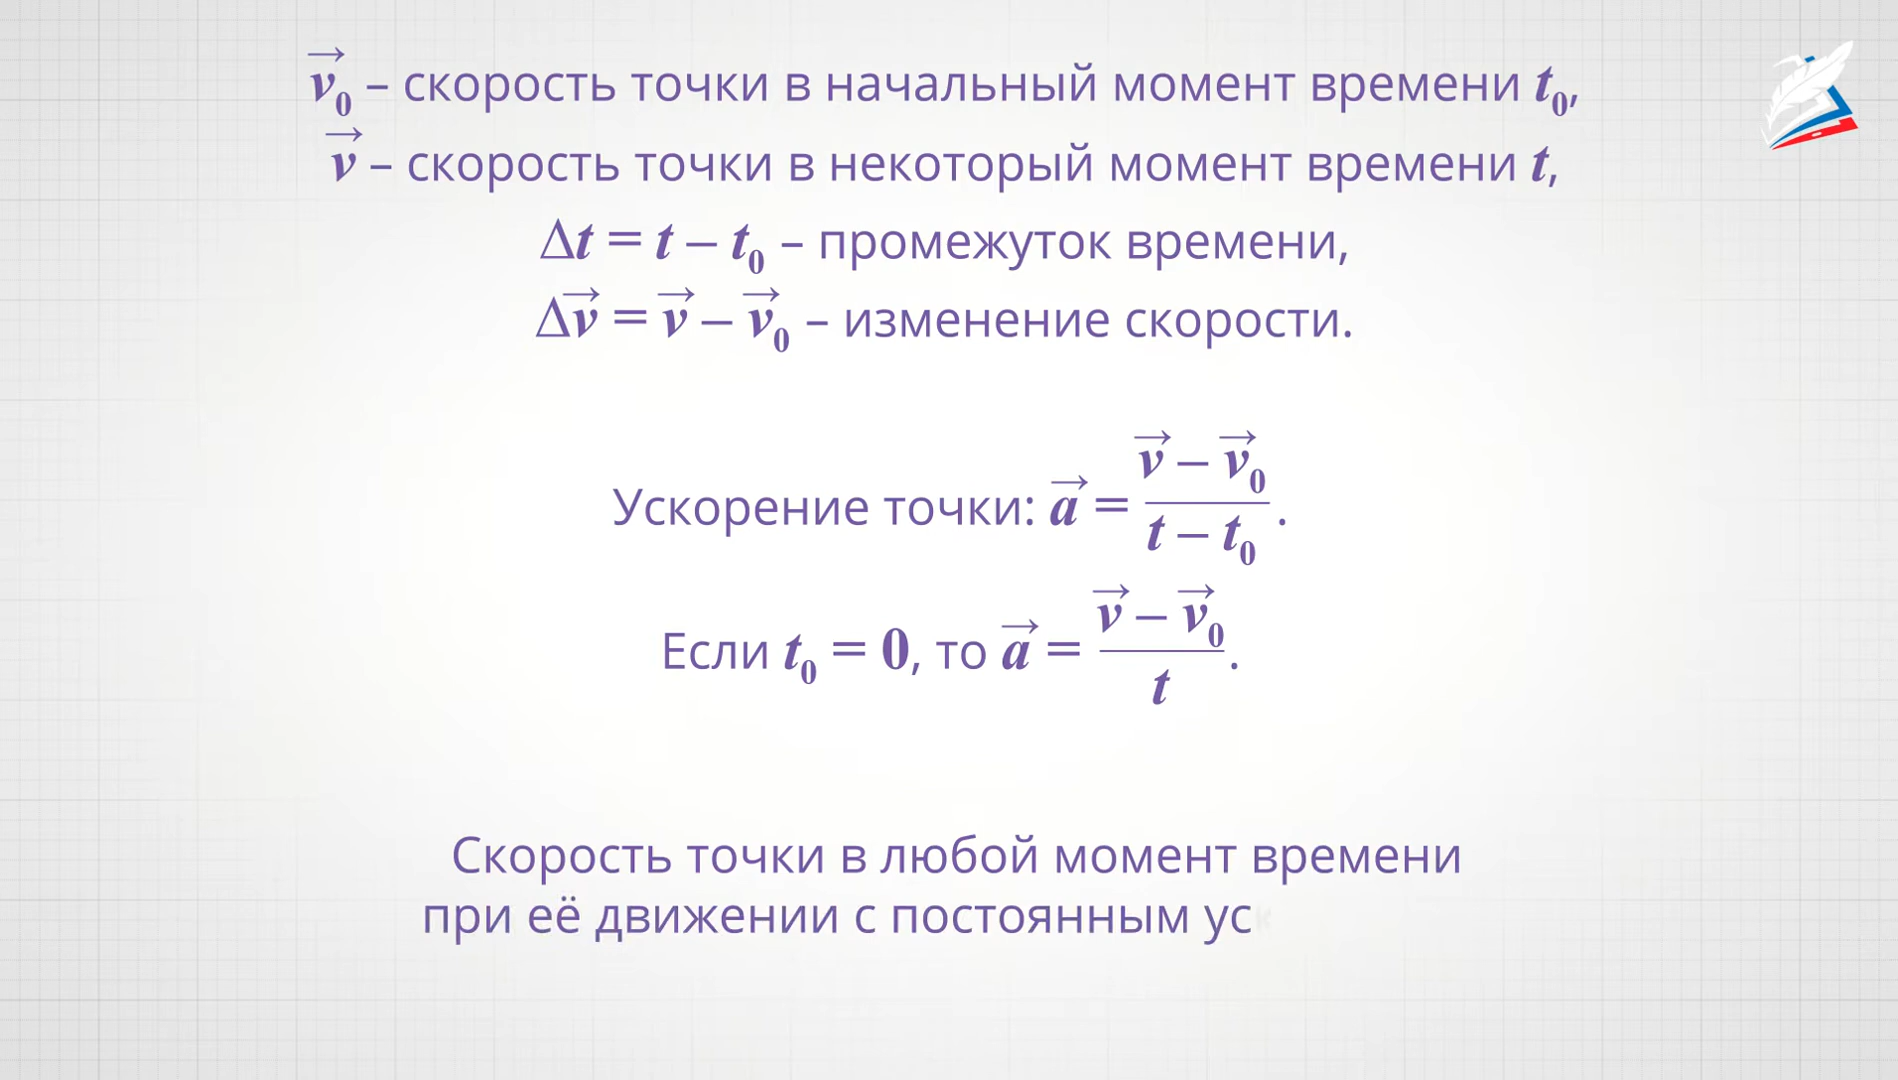 v⃗₀ – скорость точки в начальный момент времени t₀,
v⃗ – скорость точки в некоторый момент времени t,
Δt = t – t₀ – промежуток времени,
Δv⃗ = v⃗ – v⃗₀ – изменение скорости.
Ускорение точки: a⃗ = (v⃗ – v⃗₀)/(t – t₀).
Если t₀ = 0, то a⃗ = (v⃗ – v⃗₀)/t.
Скорость точки в любой момент времени
при её движении с постоянным ус